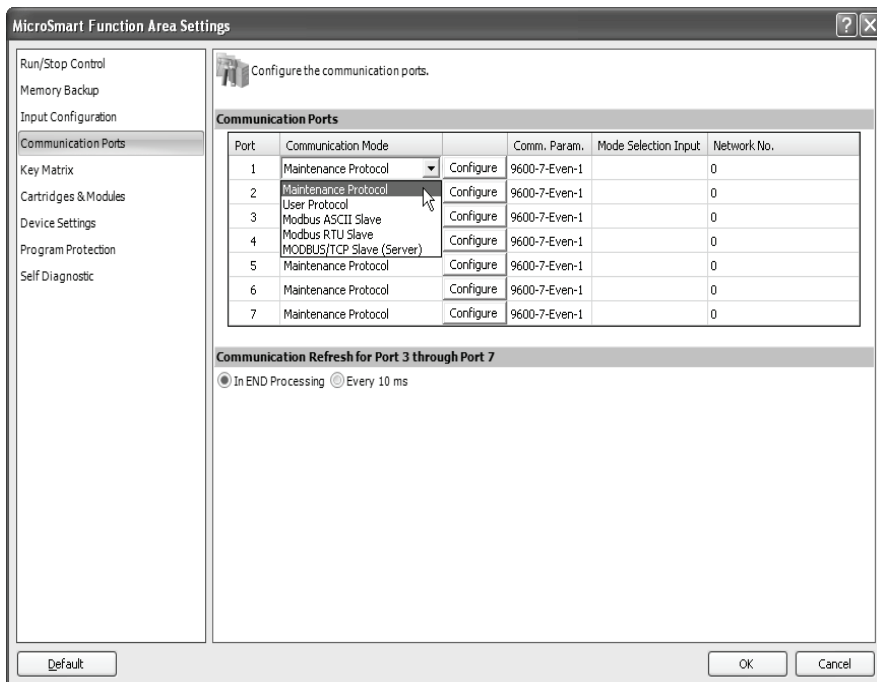 MicroSmart Function Area Settings
Run/Stop Control
Memory Backup
Input Configuration
Communication Ports
Key Matrix
Cartridges & Modules
Device Settings
Program Protection
Self Diagnostic
Configure the communication ports.
Communication Ports
Port Communication Mode Comm. Param. Mode Selection Input Network No.
1 Maintenance Protocol Configure 9600-7-Even-1 0
2 Maintenance Protocol Configure 9600-7-Even-1 0
User Protocol
3 Modbus ASCII Slave Configure 9600-7-Even-1 0
Modbus RTU Slave
4 MODBUS/TCP Slave (Server) Configure 9600-7-Even-1 0
5 Maintenance Protocol Configure 9600-7-Even-1 0
6 Maintenance Protocol Configure 9600-7-Even-1 0
7 Maintenance Protocol Configure 9600-7-Even-1 0
Communication Refresh for Port 3 through Port 7
In END Processing Every 10 ms
Default OK Cancel